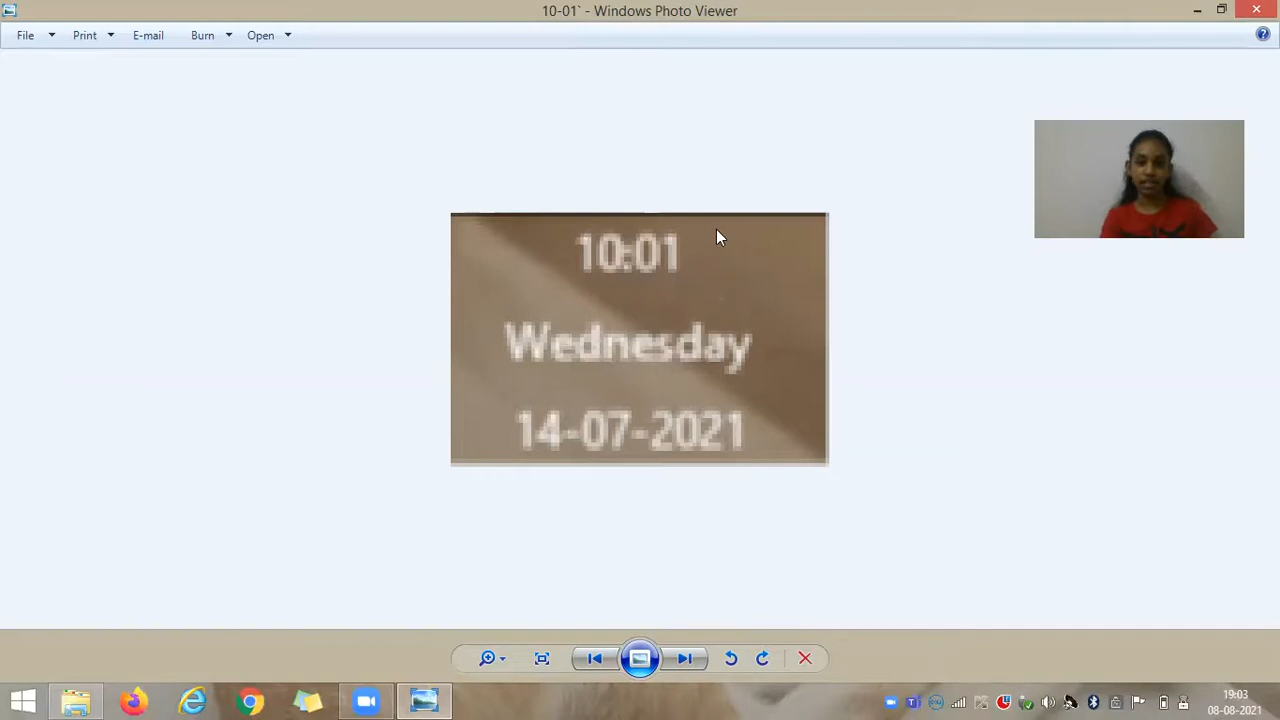 10-01` - Windows Photo Viewer
File Print E-mail Burn Open
10:01
Wednesday
14-07-2021
19:03
08-08-2021